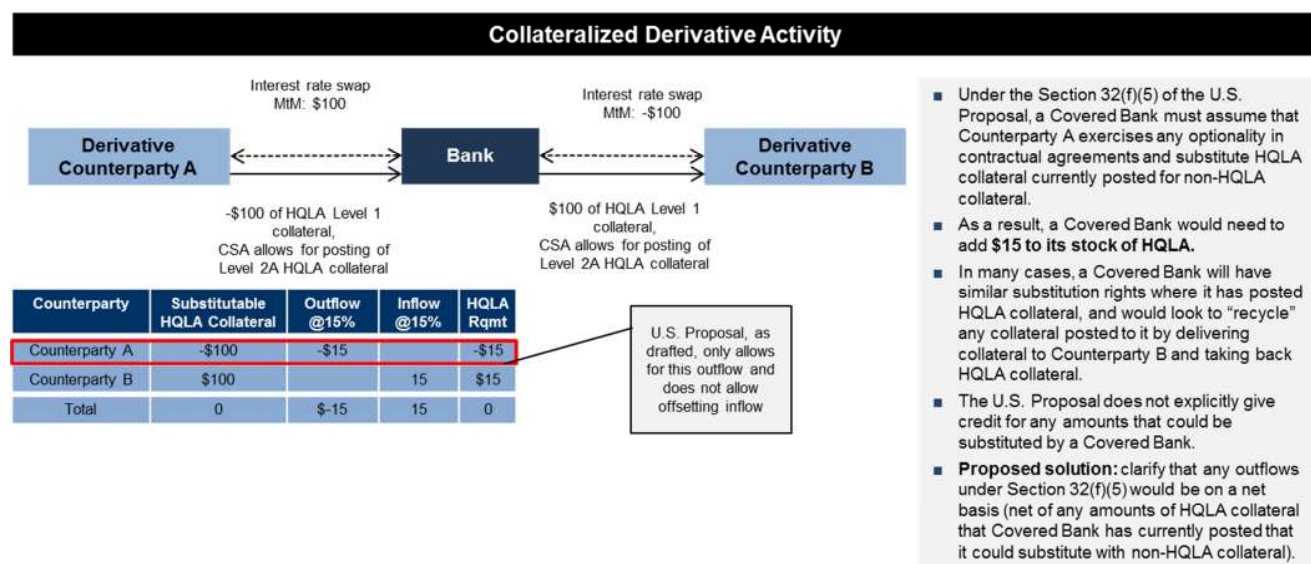 Collateralized Derivative Activity
Interest rate swap
MtM: $100
Interest rate swap
MtM: -$100
Derivative
Counterparty A
Bank
Derivative
Counterparty B
-$100 of HQLA Level 1
collateral,
CSA allows for posting of
Level 2A HQLA collateral
$100 of HQLA Level 1
collateral,
CSA allows for posting of
Level 2A HQLA collateral
Counterparty Substitutable HQLA Collateral Outflow @15% Inflow @15% HQLA Rqmt
Counterparty A -$100 -$15 -$15
Counterparty B $100 15 $15
Total 0 $-15 15 0
U.S. Proposal, as
drafted, only allows
for this outflow and
does not allow
offsetting inflow
■ Under the Section 32(f)(5) of the U.S.
Proposal, a Covered Bank must assume that
Counterparty A exercises any optionality in
contractual agreements and substitute HQLA
collateral currently posted for non-HQLA
collateral.
■ As a result, a Covered Bank would need to
add $15 to its stock of HQLA.
■ In many cases, a Covered Bank will have
similar substitution rights where it has posted
HQLA collateral, and would look to “recycle”
any collateral posted to it by delivering
collateral to Counterparty B and taking back
HQLA collateral.
■ The U.S. Proposal does not explicitly give
credit for any amounts that could be
substituted by a Covered Bank.
■ Proposed solution: clarify that any outflows
under Section 32(f)(5) would be on a net
basis (net of any amounts of HQLA collateral
that Covered Bank has currently posted that
it could substitute with non-HQLA collateral).